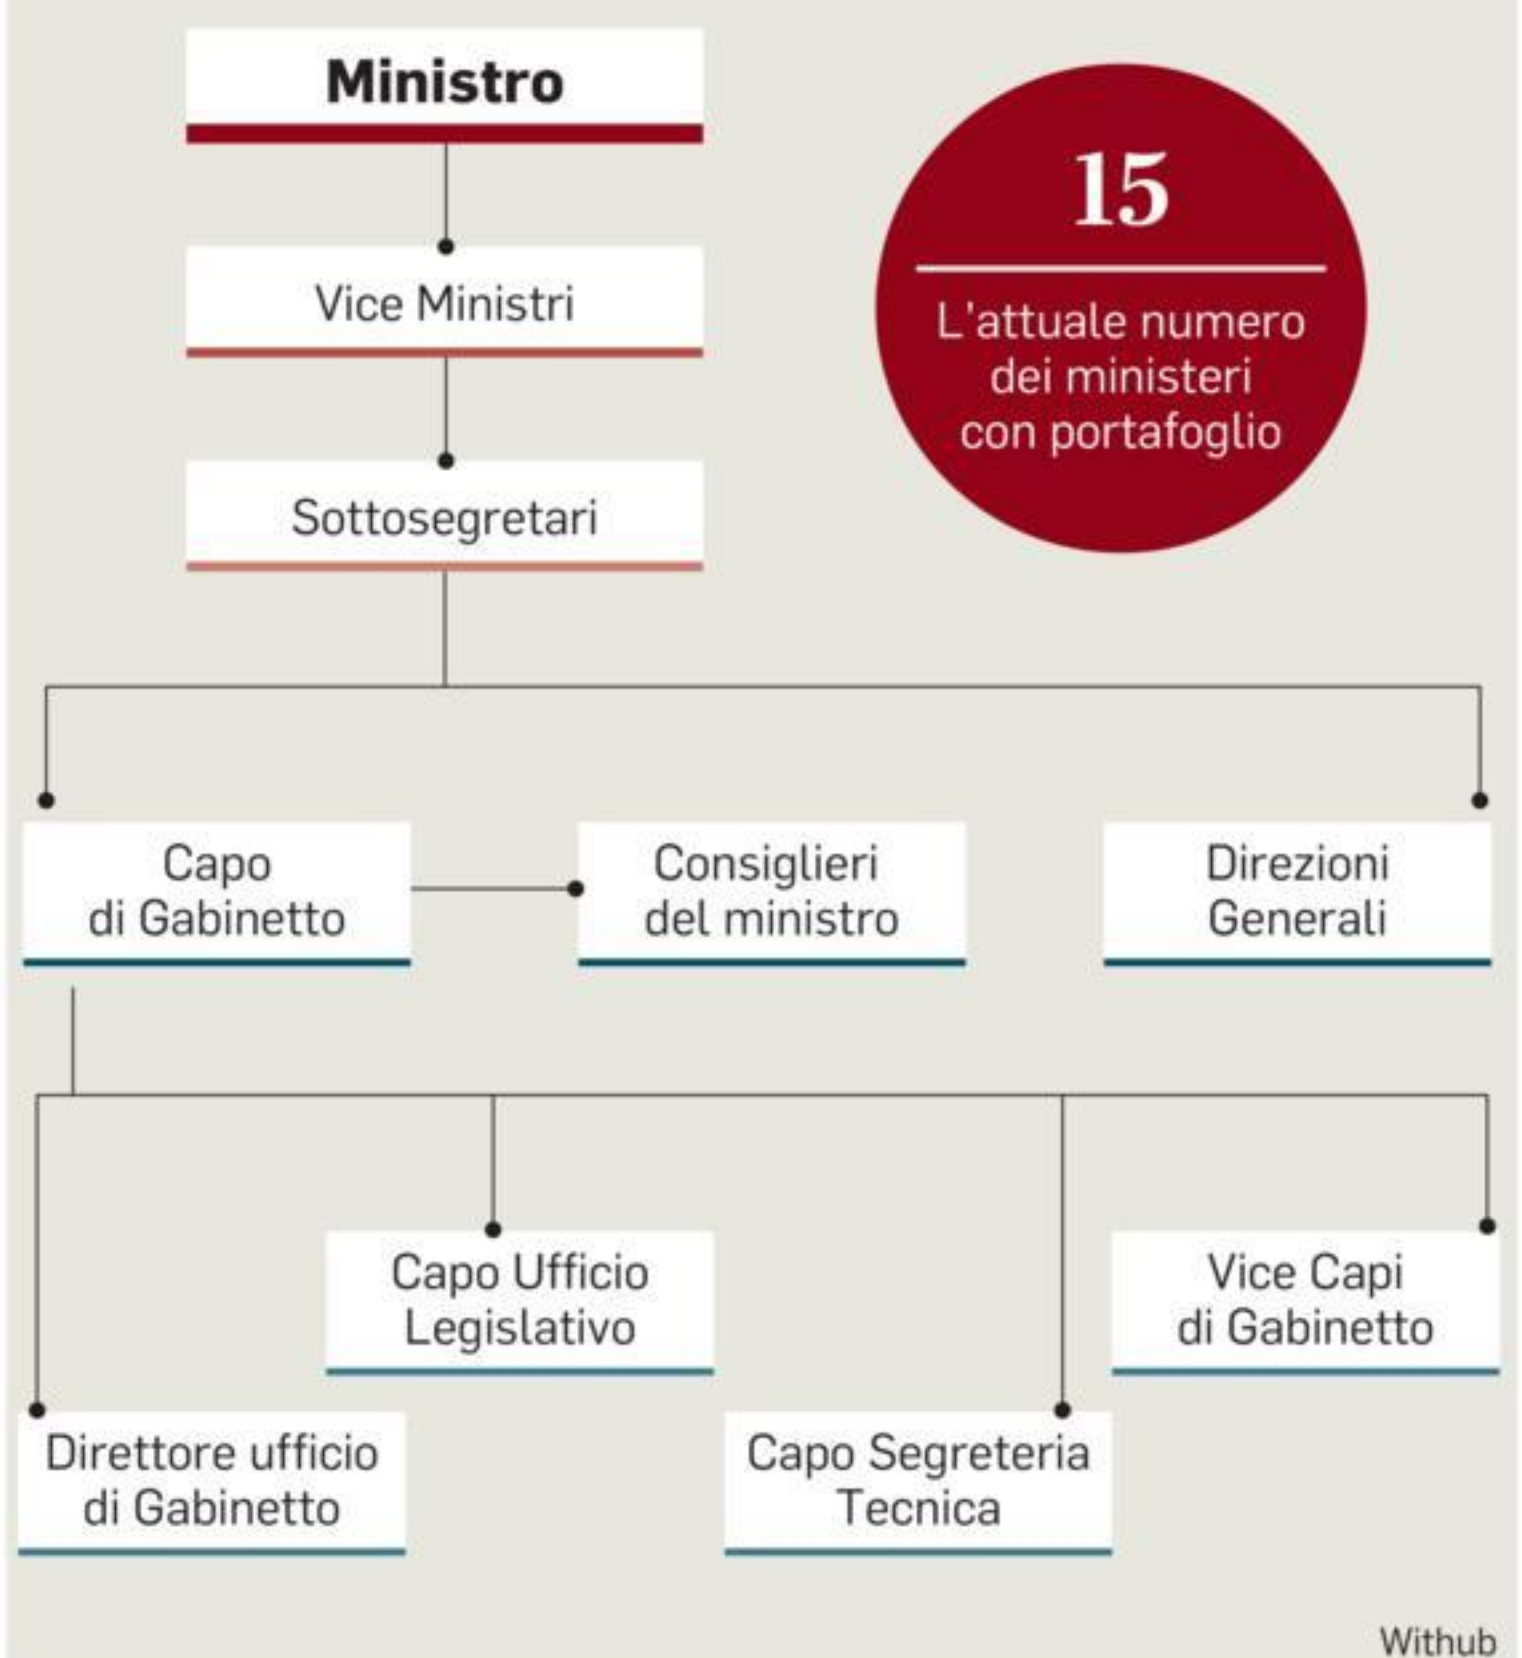 Ministro
15
L'attuale numero
dei ministeri
con portafoglio
Vice Ministri
Sottosegretari
Capo
di Gabinetto
Consiglieri
del ministro
Direzioni
Generali
Capo Ufficio
Legislativo
Vice Capi
di Gabinetto
Direttore ufficio
di Gabinetto
Capo Segreteria
Tecnica
Withub